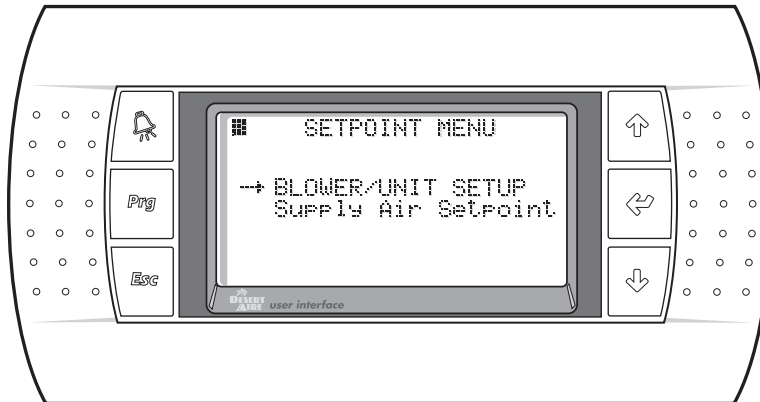 SETPOINT MENU
BLOWER/UNIT SETUP
Supply Air Setpoint
Prg
Esc
DESERT AIRE user interface